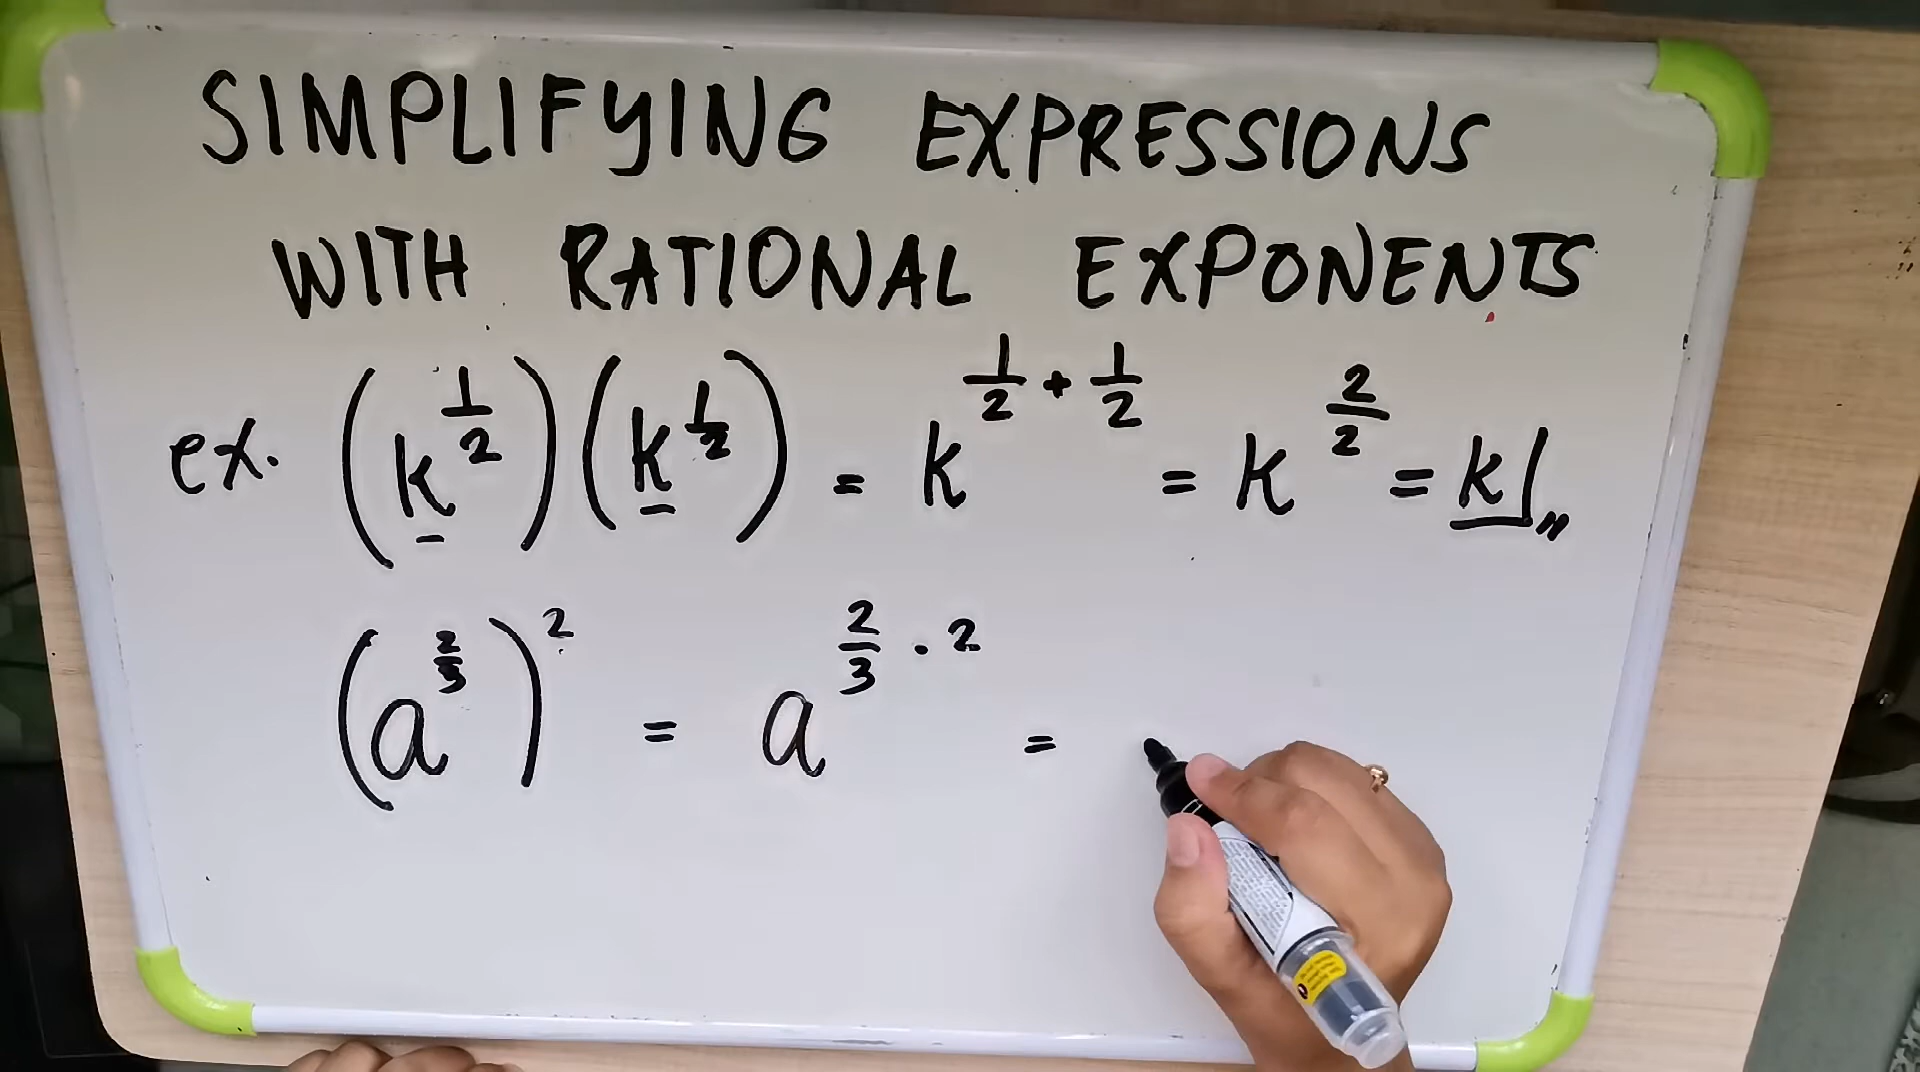 SIMPLIFYING EXPRESSIONS
WITH RATIONAL EXPONENTS
ex. (k^(1/2))(k^(1/2)) = k^(1/2 + 1/2) = k^(2/2) = k
(a^(2/3))^2 = a^(2/3 · 2) =